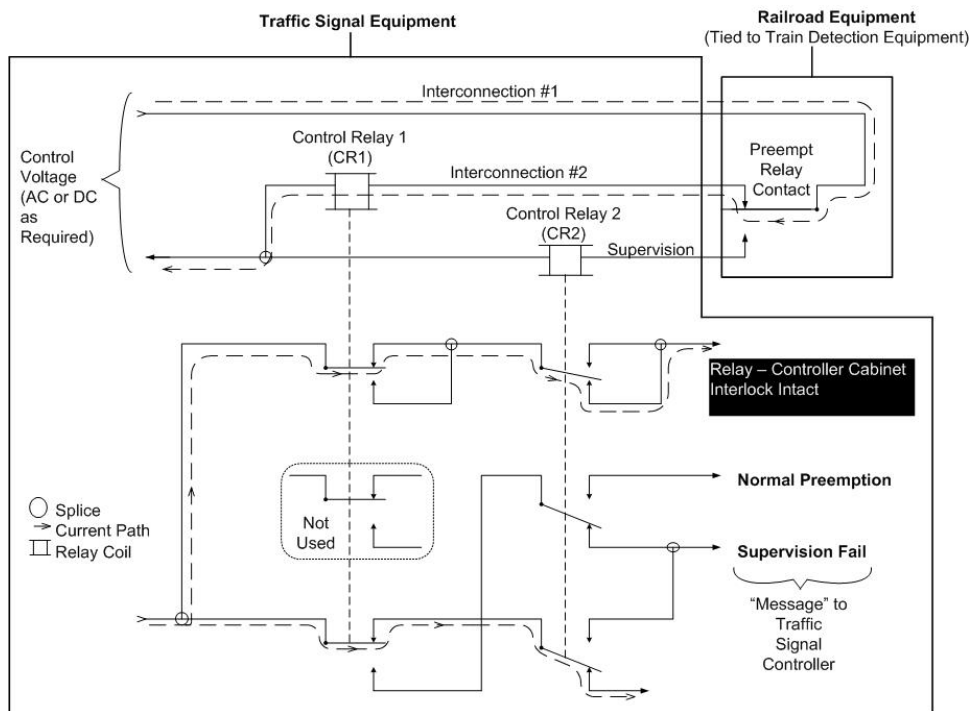 Traffic Signal Equipment
Railroad Equipment
(Tied to Train Detection Equipment)
Interconnection #1
Control Relay 1
(CR1)
Preempt
Relay
Contact
Control
Voltage
(AC or DC
as
Required)
Interconnection #2
Control Relay 2
(CR2)
Supervision
Relay – Controller Cabinet
Interlock Intact
Normal Preemption
Splice
Current Path
Relay Coil
Not
Used
Supervision Fail
“Message” to
Traffic
Signal
Controller